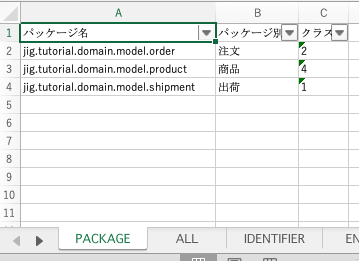 A B C
1 パッケージ名 パッケージ別 クラス
2 jig.tutorial.domain.model.order 注文 2
3 jig.tutorial.domain.model.product 商品 4
4 jig.tutorial.domain.model.shipment 出荷 1
5
6
7
8
9
10
PACKAGE ALL IDENTIFIER EN